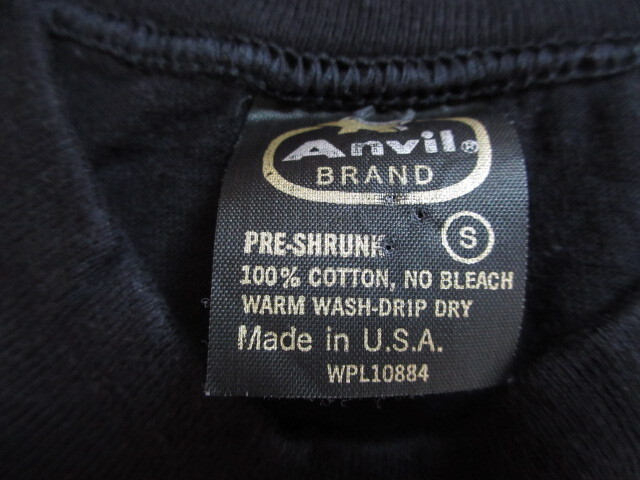 Anvil®
BRAND
PRE-SHRUNK
S
100% COTTON, NO BLEACH
WARM WASH-DRIP DRY
Made in U.S.A.
WPL10884